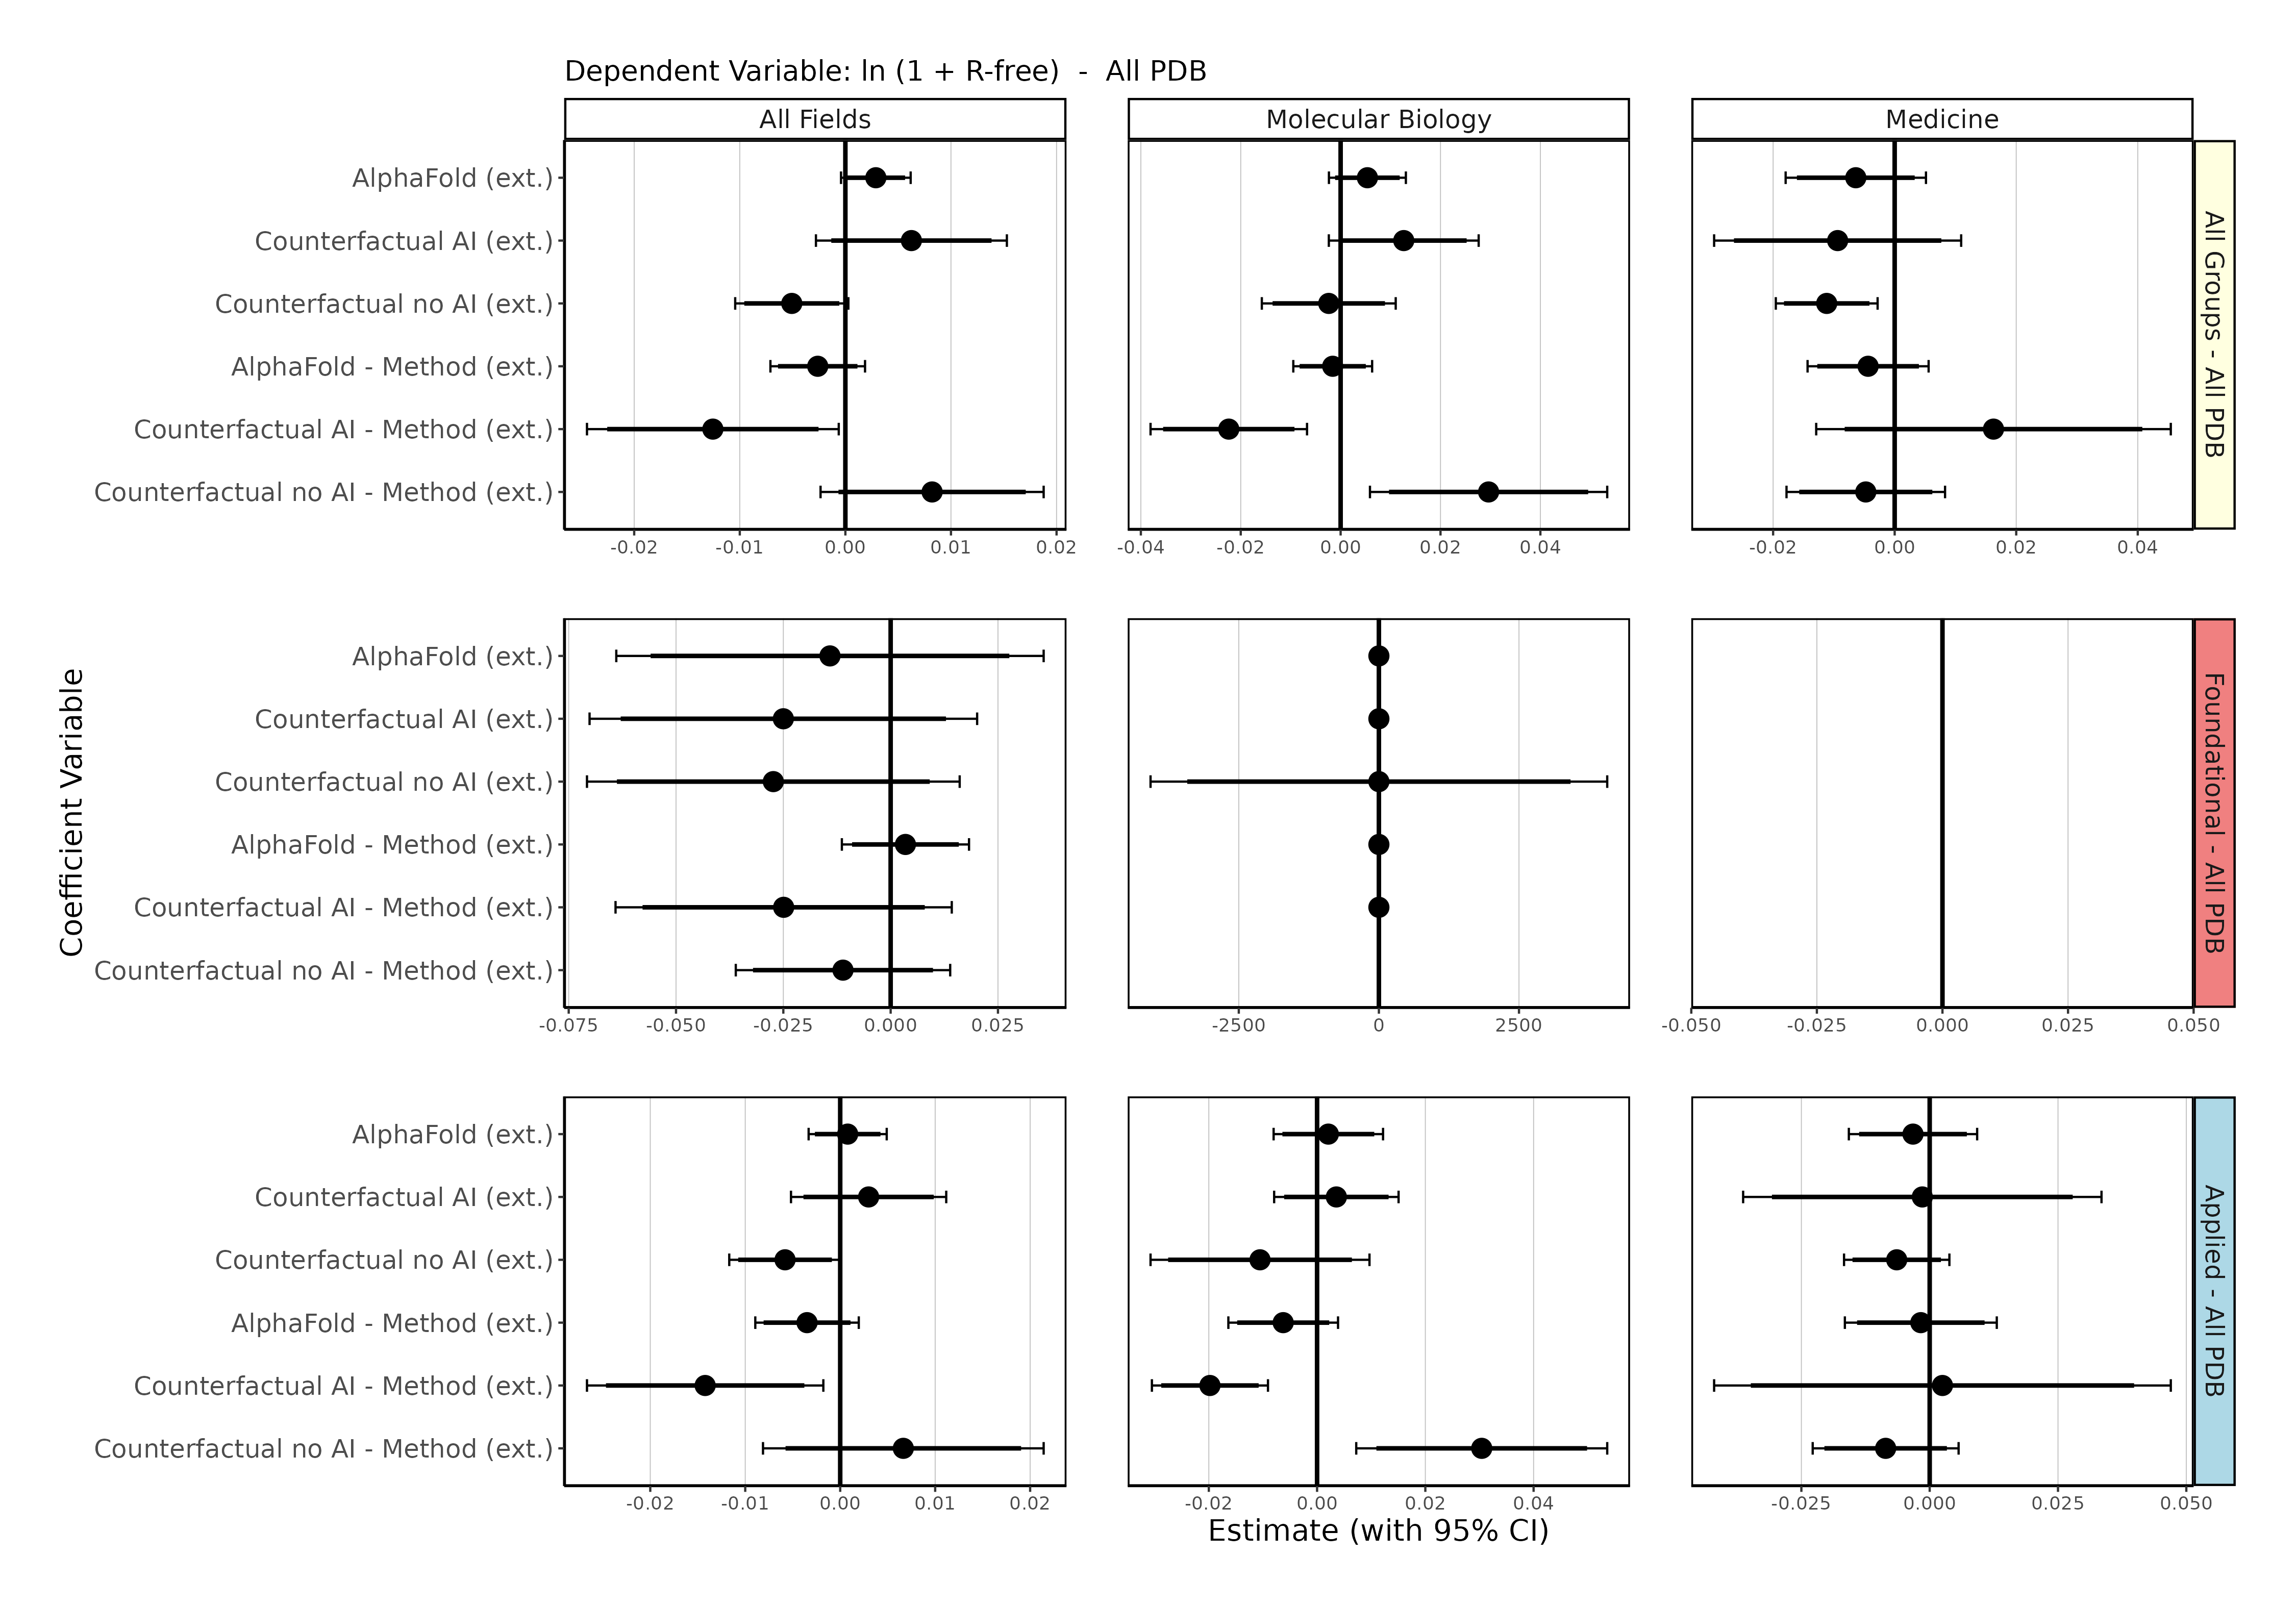 Dependent Variable: ln (1 + R-free)  -  All PDB
All Fields
Molecular Biology
Medicine
AlphaFold (ext.)
Counterfactual AI (ext.)
Counterfactual no AI (ext.)
AlphaFold - Method (ext.)
Counterfactual AI - Method (ext.)
Counterfactual no AI - Method (ext.)
-0.02 -0.01 0.00 0.01 0.02
-0.04 -0.02 0.00 0.02 0.04
-0.02 0.00 0.02 0.04
All Groups - All PDB
Coefficient Variable
AlphaFold (ext.)
Counterfactual AI (ext.)
Counterfactual no AI (ext.)
AlphaFold - Method (ext.)
Counterfactual AI - Method (ext.)
Counterfactual no AI - Method (ext.)
-0.075 -0.050 -0.025 0.000 0.025
-2500 0 2500
-0.050 -0.025 0.000 0.025 0.050
Foundational - All PDB
AlphaFold (ext.)
Counterfactual AI (ext.)
Counterfactual no AI (ext.)
AlphaFold - Method (ext.)
Counterfactual AI - Method (ext.)
Counterfactual no AI - Method (ext.)
-0.02 -0.01 0.00 0.01 0.02
-0.02 0.00 0.02 0.04
-0.025 0.000 0.025 0.050
Applied - All PDB
Estimate (with 95% CI)